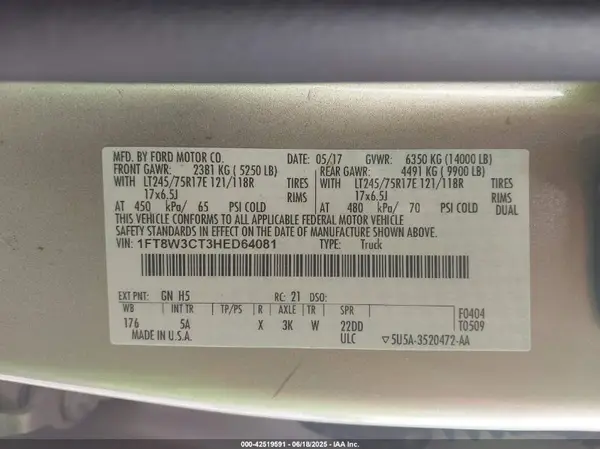 MFD. BY FORD MOTOR CO. DATE: 05/17 GVWR: 6350 KG (14000 LB)
FRONT GAWR: 2381 KG (5250 LB) REAR GAWR: 4491 KG (9900 LB)
WITH LT245/75R17E 121/118R TIRES WITH LT245/75R17E 121/118R TIRES
17x6.5J RIMS 17x6.5J RIMS
AT 450 kPa/ 65 PSI COLD AT 480 kPa/ 70 PSI COLD DUAL
THIS VEHICLE CONFORMS TO ALL APPLICABLE FEDERAL MOTOR VEHICLE
SAFETY STANDARDS IN EFFECT ON THE DATE OF MANUFACTURE SHOWN ABOVE.
VIN: 1FT8W3CT3HED64081 TYPE: Truck
EXT PNT: GN H5 RC: 21 DSO:
WB INT TR TP/PS R AXLE TR SPR F0404
176 5A X 3K W 22DD T0509
MADE IN U.S.A. ULC ▽5U5A-3520472-AA
000-42519591 - 06/18/2025 - IAA Inc.